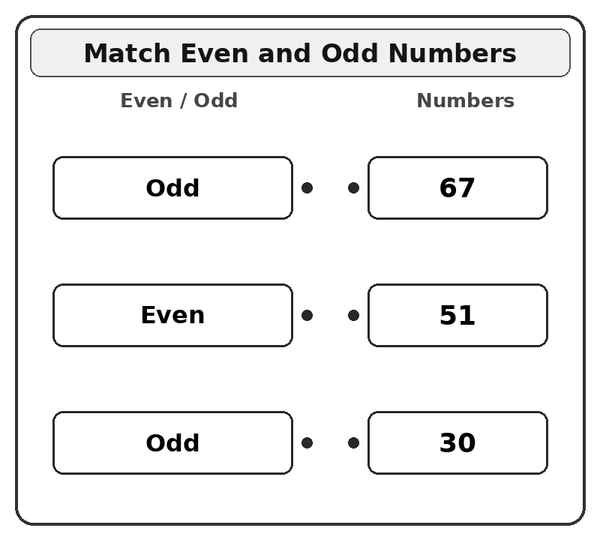 Match Even and Odd Numbers
Even / Odd Numbers
Odd 67
Even 51
Odd 30